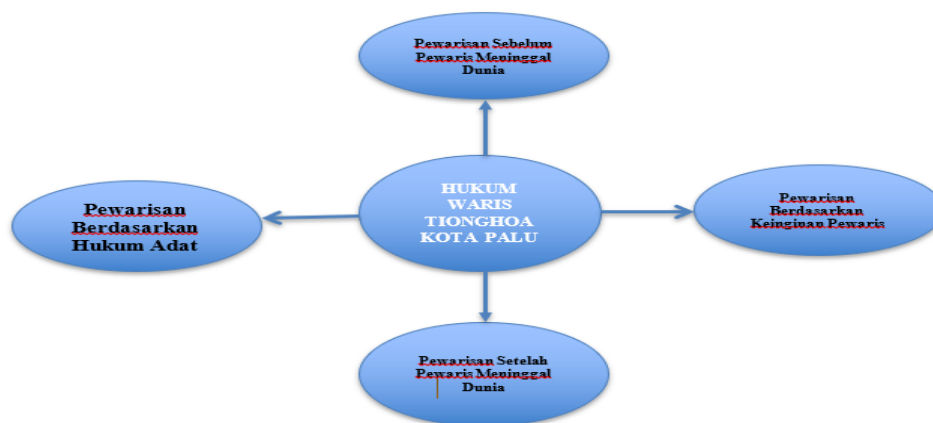 Pewarisan Sebelum
Pewaris Meninggal
Dunia
Pewarisan
Berdasarkan
Hukum Adat
HUKUM
WARIS
TIONGHOA
KOTA PALU
Pewarisan
Berdasarkan
Keinginan Pewaris
Pewarisan Setelah
Pewaris Meninggal
Dunia